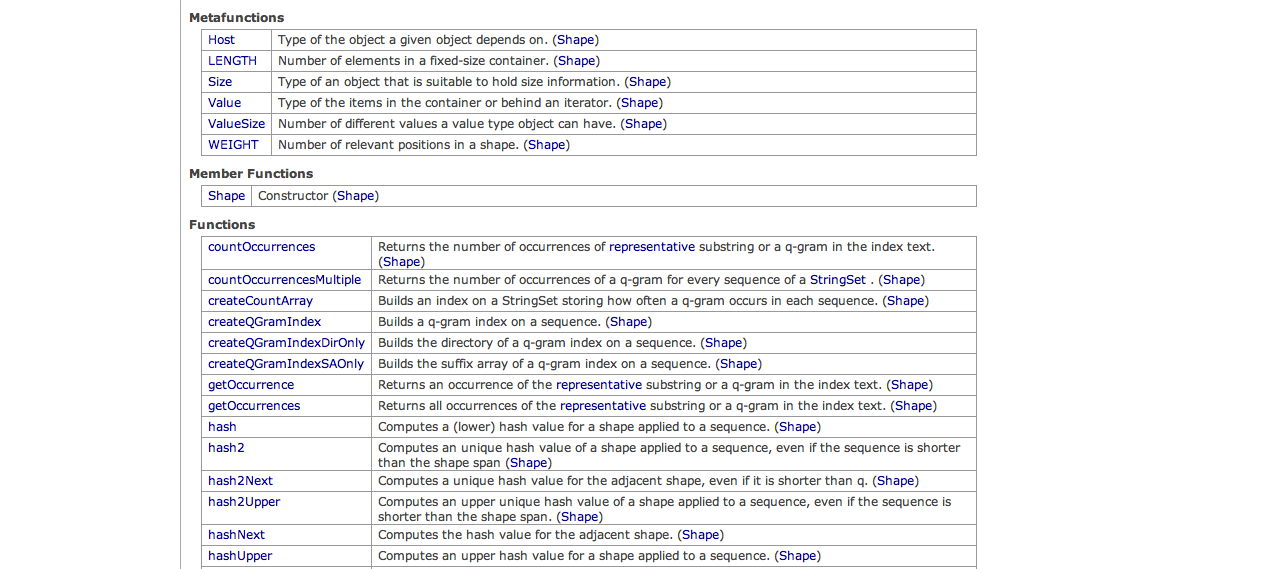 Metafunctions
Host Type of the object a given object depends on. (Shape)
LENGTH Number of elements in a fixed-size container. (Shape)
Size Type of an object that is suitable to hold size information. (Shape)
Value Type of the items in the container or behind an iterator. (Shape)
ValueSize Number of different values a value type object can have. (Shape)
WEIGHT Number of relevant positions in a shape. (Shape)
Member Functions
Shape Constructor (Shape)
Functions
countOccurrences Returns the number of occurrences of representative substring or a q-gram in the index text.
(Shape)
countOccurrencesMultiple Returns the number of occurrences of a q-gram for every sequence of a StringSet . (Shape)
createCountArray Builds an index on a StringSet storing how often a q-gram occurs in each sequence. (Shape)
createQGramIndex Builds a q-gram index on a sequence. (Shape)
createQGramIndexDirOnly Builds the directory of a q-gram index on a sequence. (Shape)
createQGramIndexSAOnly Builds the suffix array of a q-gram index on a sequence. (Shape)
getOccurrence Returns an occurrence of the representative substring or a q-gram in the index text. (Shape)
getOccurrences Returns all occurrences of the representative substring or a q-gram in the index text. (Shape)
hash Computes a (lower) hash value for a shape applied to a sequence. (Shape)
hash2 Computes an unique hash value of a shape applied to a sequence, even if the sequence is shorter
than the shape span (Shape)
hash2Next Computes a unique hash value for the adjacent shape, even if it is shorter than q. (Shape)
hash2Upper Computes an upper unique hash value of a shape applied to a sequence, even if the sequence is
shorter than the shape span. (Shape)
hashNext Computes the hash value for the adjacent shape. (Shape)
hashUpper Computes an upper hash value for a shape applied to a sequence. (Shape)